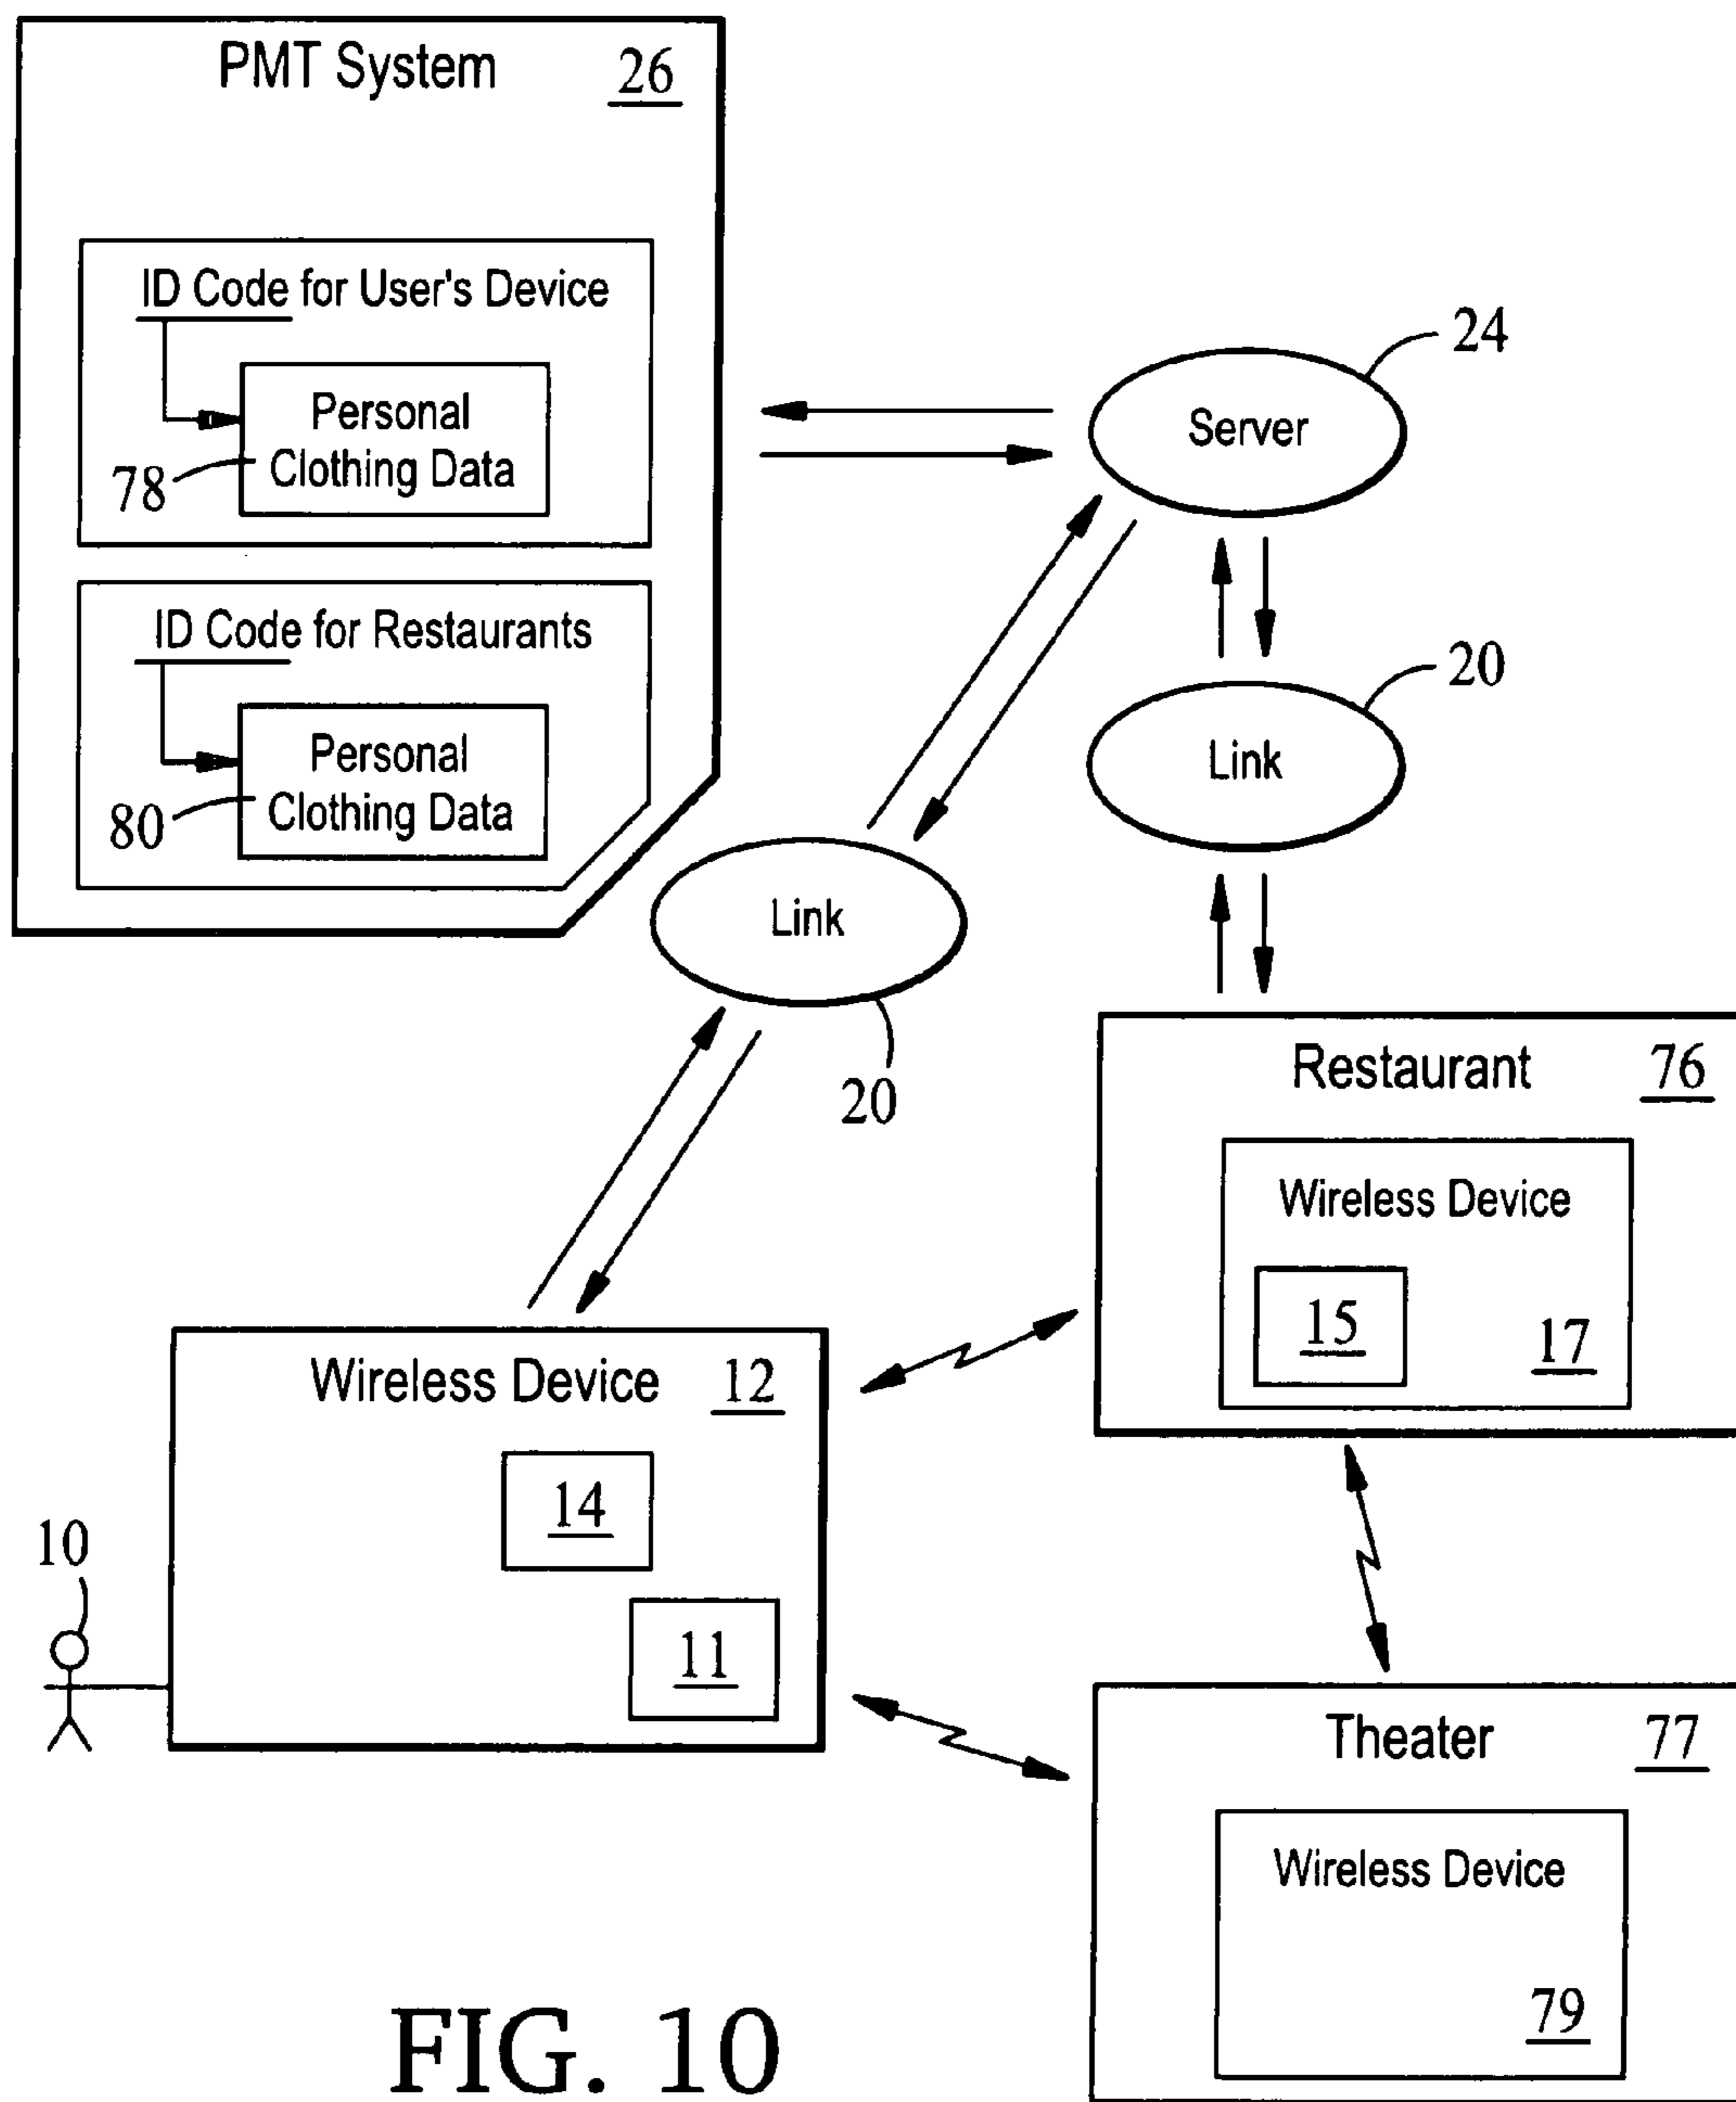 PMT System 26
ID Code for User's Device
Personal
Clothing Data
78
ID Code for Restaurants
Personal
Clothing Data
80
24
Server
20
Link
Link
20
Restaurant 76
Wireless Device
15
17
Wireless Device 12
14
11
10
Theater 77
Wireless Device
79
FIG. 10